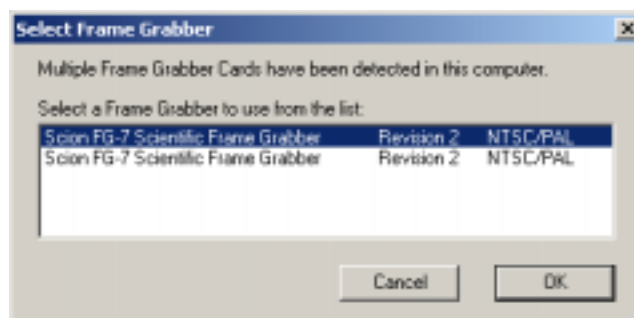 Select Frame Grabber
Multiple Frame Grabber Cards have been detected in this computer.
Select a Frame Grabber to use from the list:
Scion FG-7 Scientific Frame Grabber Revision 2 NTSC/PAL
Scion FG-7 Scientific Frame Grabber Revision 2 NTSC/PAL
Cancel OK